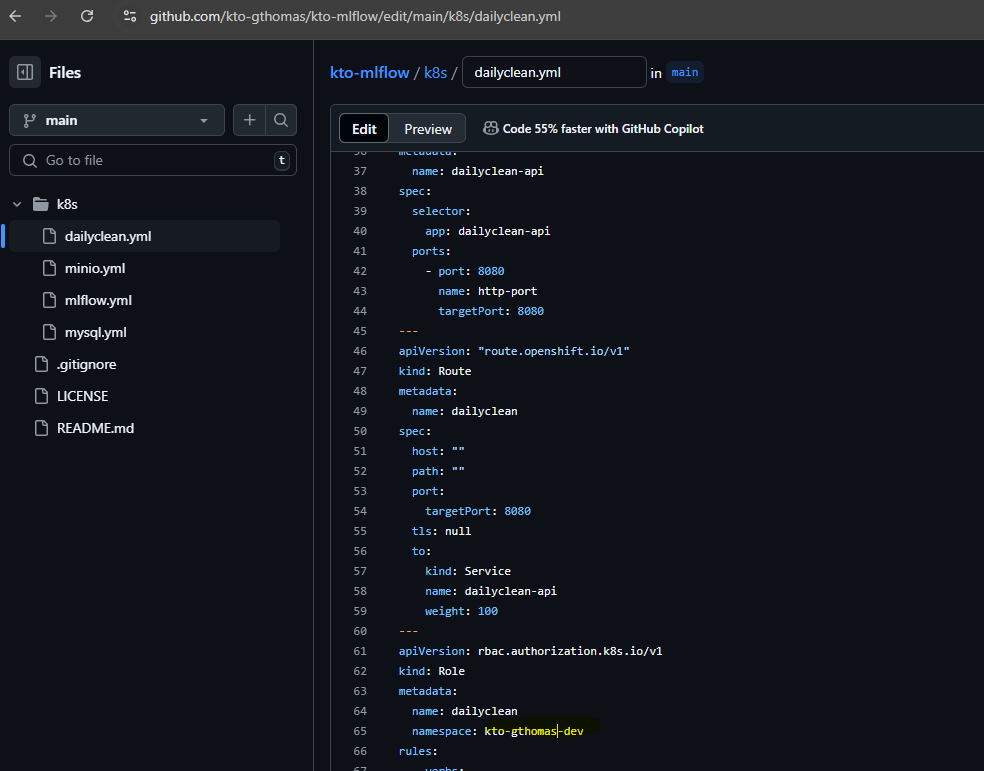 github.com/kto-gthomas/kto-mlflow/edit/main/k8s/dailyclean.yml
Files
main
Go to file
t
k8s
dailyclean.yml
minio.yml
mlflow.yml
mysql.yml
.gitignore
LICENSE
README.md
kto-mlflow / k8s / dailyclean.yml in main
Edit Preview Code 55% faster with GitHub Copilot
36 metadata:
37 name: dailyclean-api
38 spec:
39 selector:
40 app: dailyclean-api
41 ports:
42 - port: 8080
43 name: http-port
44 targetPort: 8080
45 ---
46 apiVersion: "route.openshift.io/v1"
47 kind: Route
48 metadata:
49 name: dailyclean
50 spec:
51 host: ""
52 path: ""
53 port:
54 targetPort: 8080
55 tls: null
56 to:
57 kind: Service
58 name: dailyclean-api
59 weight: 100
60 ---
61 apiVersion: rbac.authorization.k8s.io/v1
62 kind: Role
63 metadata:
64 name: dailyclean
65 namespace: kto-gthomas-dev
66 rules:
67 verbs: